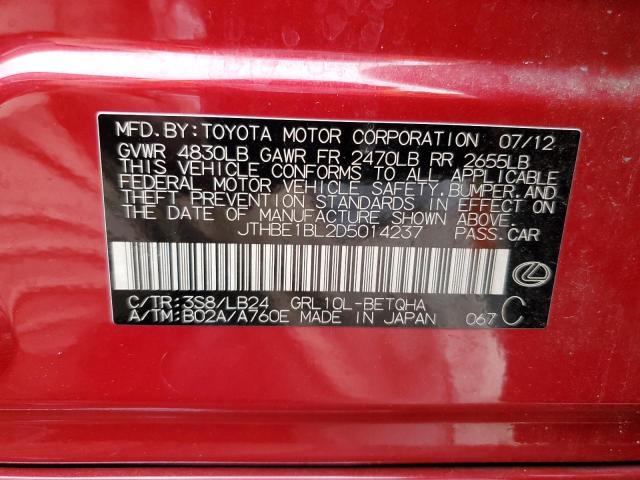 MFD.BY:TOYOTA MOTOR CORPORATION 07/12
GVWR 4830LB GAWR FR 2470LB RR 2655LB
THIS VEHICLE CONFORMS TO ALL APPLICABLE
FEDERAL MOTOR VEHICLE SAFETY,BUMPER,AND
THEFT PREVENTION STANDARDS IN EFFECT ON
THE DATE OF MANUFACTURE SHOWN ABOVE.
JTHBE1BL2D5014237 PASS.CAR
C/TR:3S8/LB24 GRL10L-BETQHA
A/TM:B02A/A760E MADE IN JAPAN 067 C